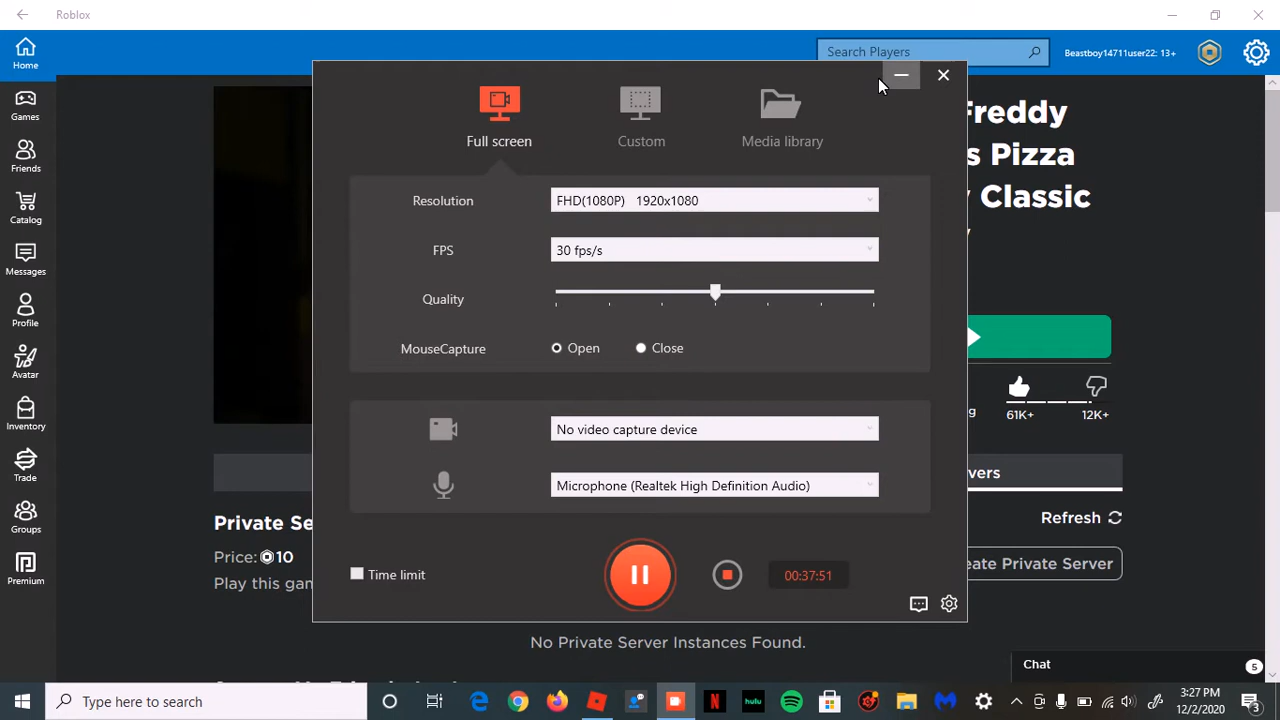 Roblox
Home
Search Players
Beastboy14711user22: 13+
Games
Friends
Catalog
Messages
Profile
Avatar
Inventory
Trade
Groups
Premium
Full screen
Custom
Media library
Resolution
FHD(1080P) 1920x1080
FPS
30 fps/s
Quality
MouseCapture
Open
Close
No video capture device
Microphone (Realtek High Definition Audio)
Time limit
00:37:51
Freddy
s Pizza
y Classic
61K+
12K+
vers
Private Se
Refresh
Price: 10
Play this gam
eate Private Server
No Private Server Instances Found.
Chat
5
Type here to search
hulu
3:27 PM
12/2/2020
3